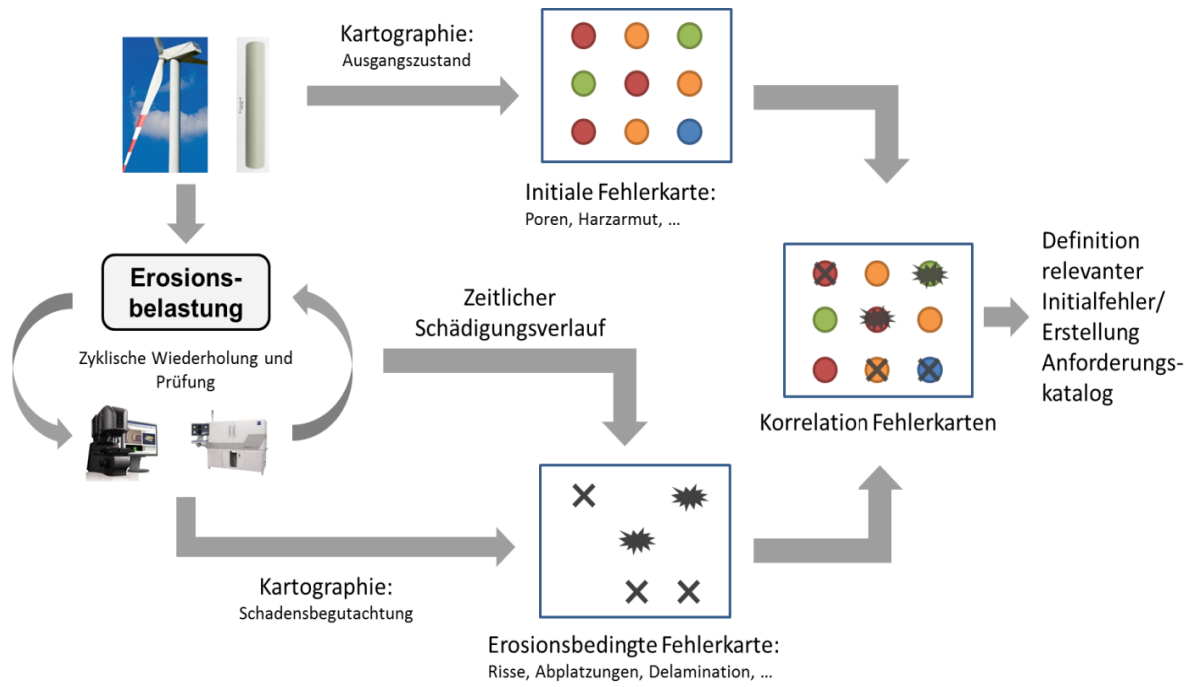 Kartographie:
Ausgangszustand
Initiale Fehlerkarte:
Poren, Harzarmut, ...
Erosions-
belastung
Zyklische Wiederholung und
Prüfung
Zeitlicher
Schädigungsverlauf
Kartographie:
Schadensbegutachtung
Erosionsbedingte Fehlerkarte:
Risse, Abplatzungen, Delamination, ...
Korrelation Fehlerkarten
Definition
relevanter
Initialfehler/
Erstellung
Anforderungs-
katalog